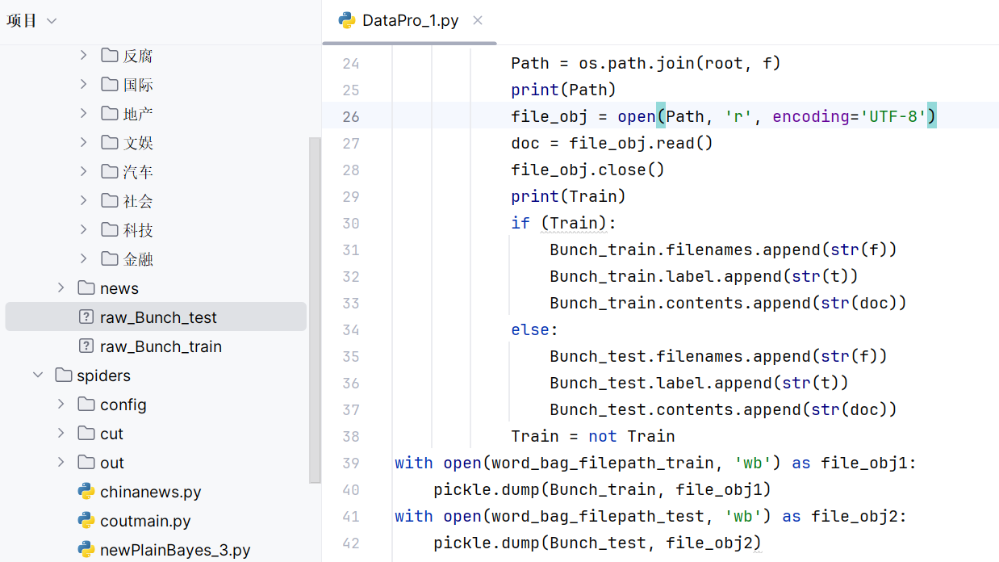 项目
反腐
国际
地产
文娱
汽车
社会
科技
金融
news
raw_Bunch_test
raw_Bunch_train
spiders
config
cut
out
chinanews.py
coutmain.py
newPlainBayes_3.py
DataPro_1.py
24 Path = os.path.join(root, f)
25 print(Path)
26 file_obj = open(Path, 'r', encoding='UTF-8')
27 doc = file_obj.read()
28 file_obj.close()
29 print(Train)
30 if (Train):
31 Bunch_train.filenames.append(str(f))
32 Bunch_train.label.append(str(t))
33 Bunch_train.contents.append(str(doc))
34 else:
35 Bunch_test.filenames.append(str(f))
36 Bunch_test.label.append(str(t))
37 Bunch_test.contents.append(str(doc))
38 Train = not Train
39 with open(word_bag_filepath_train, 'wb') as file_obj1:
40 pickle.dump(Bunch_train, file_obj1)
41 with open(word_bag_filepath_test, 'wb') as file_obj2:
42 pickle.dump(Bunch_test, file_obj2)